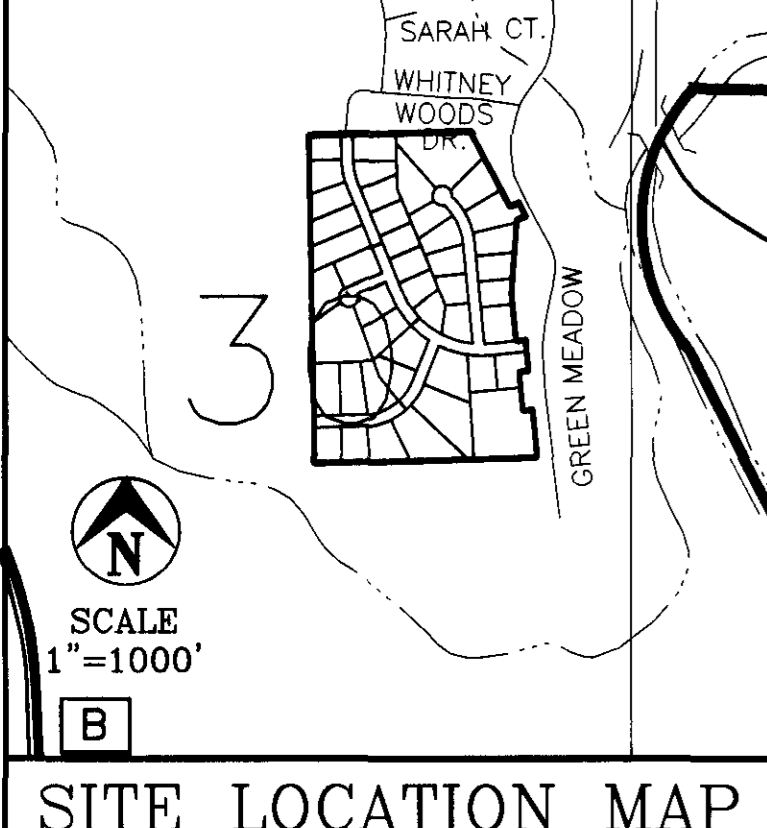 SARAH CT.
WHITNEY
WOODS
DR.
3
GREEN MEADOW
N
SCALE
1"=1000'
B
SITE LOCATION MAP